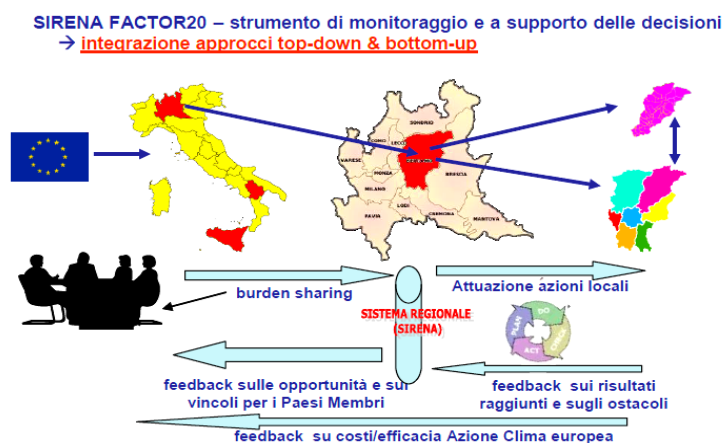 SIRENA FACTOR20 – strumento di monitoraggio e a supporto delle decisioni
→ integrazione approcci top-down & bottom-up
SONDRIO
COMO
LECCO
VARESE
MONZA
BRESCIA
MILANO
LODI
PAVIA
CREMONA
MANTOVA
burden sharing
Attuazione azioni locali
SISTEMA REGIONALE
(SIRENA)
PLAN
DO
CHECK
ACT
feedback sulle opportunità e sui
vincoli per i Paesi Membri
feedback sui risultati
raggiunti e sugli ostacoli
feedback su costi/efficacia Azione Clima europea